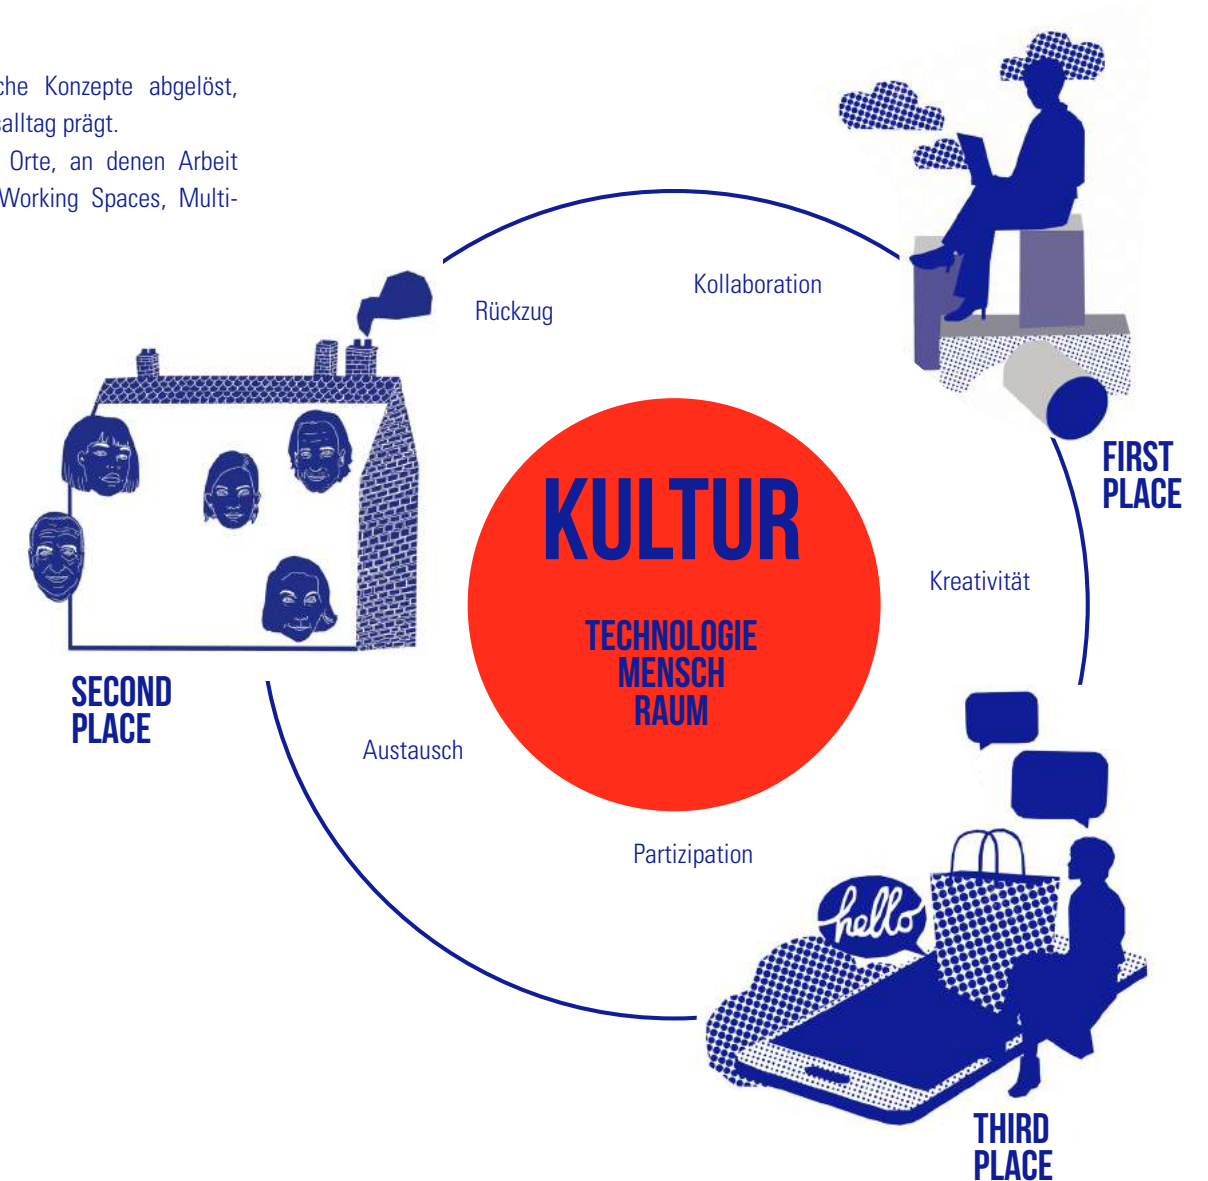 che Konzepte abgelöst,
salltag prägt.
Orte, an denen Arbeit
Working Spaces, Multi-
Kollaboration
Rückzug
FIRST
PLACE
KULTUR
Kreativität
TECHNOLOGIE
MENSCH
RAUM
SECOND
PLACE
Austausch
Partizipation
hello
THIRD
PLACE